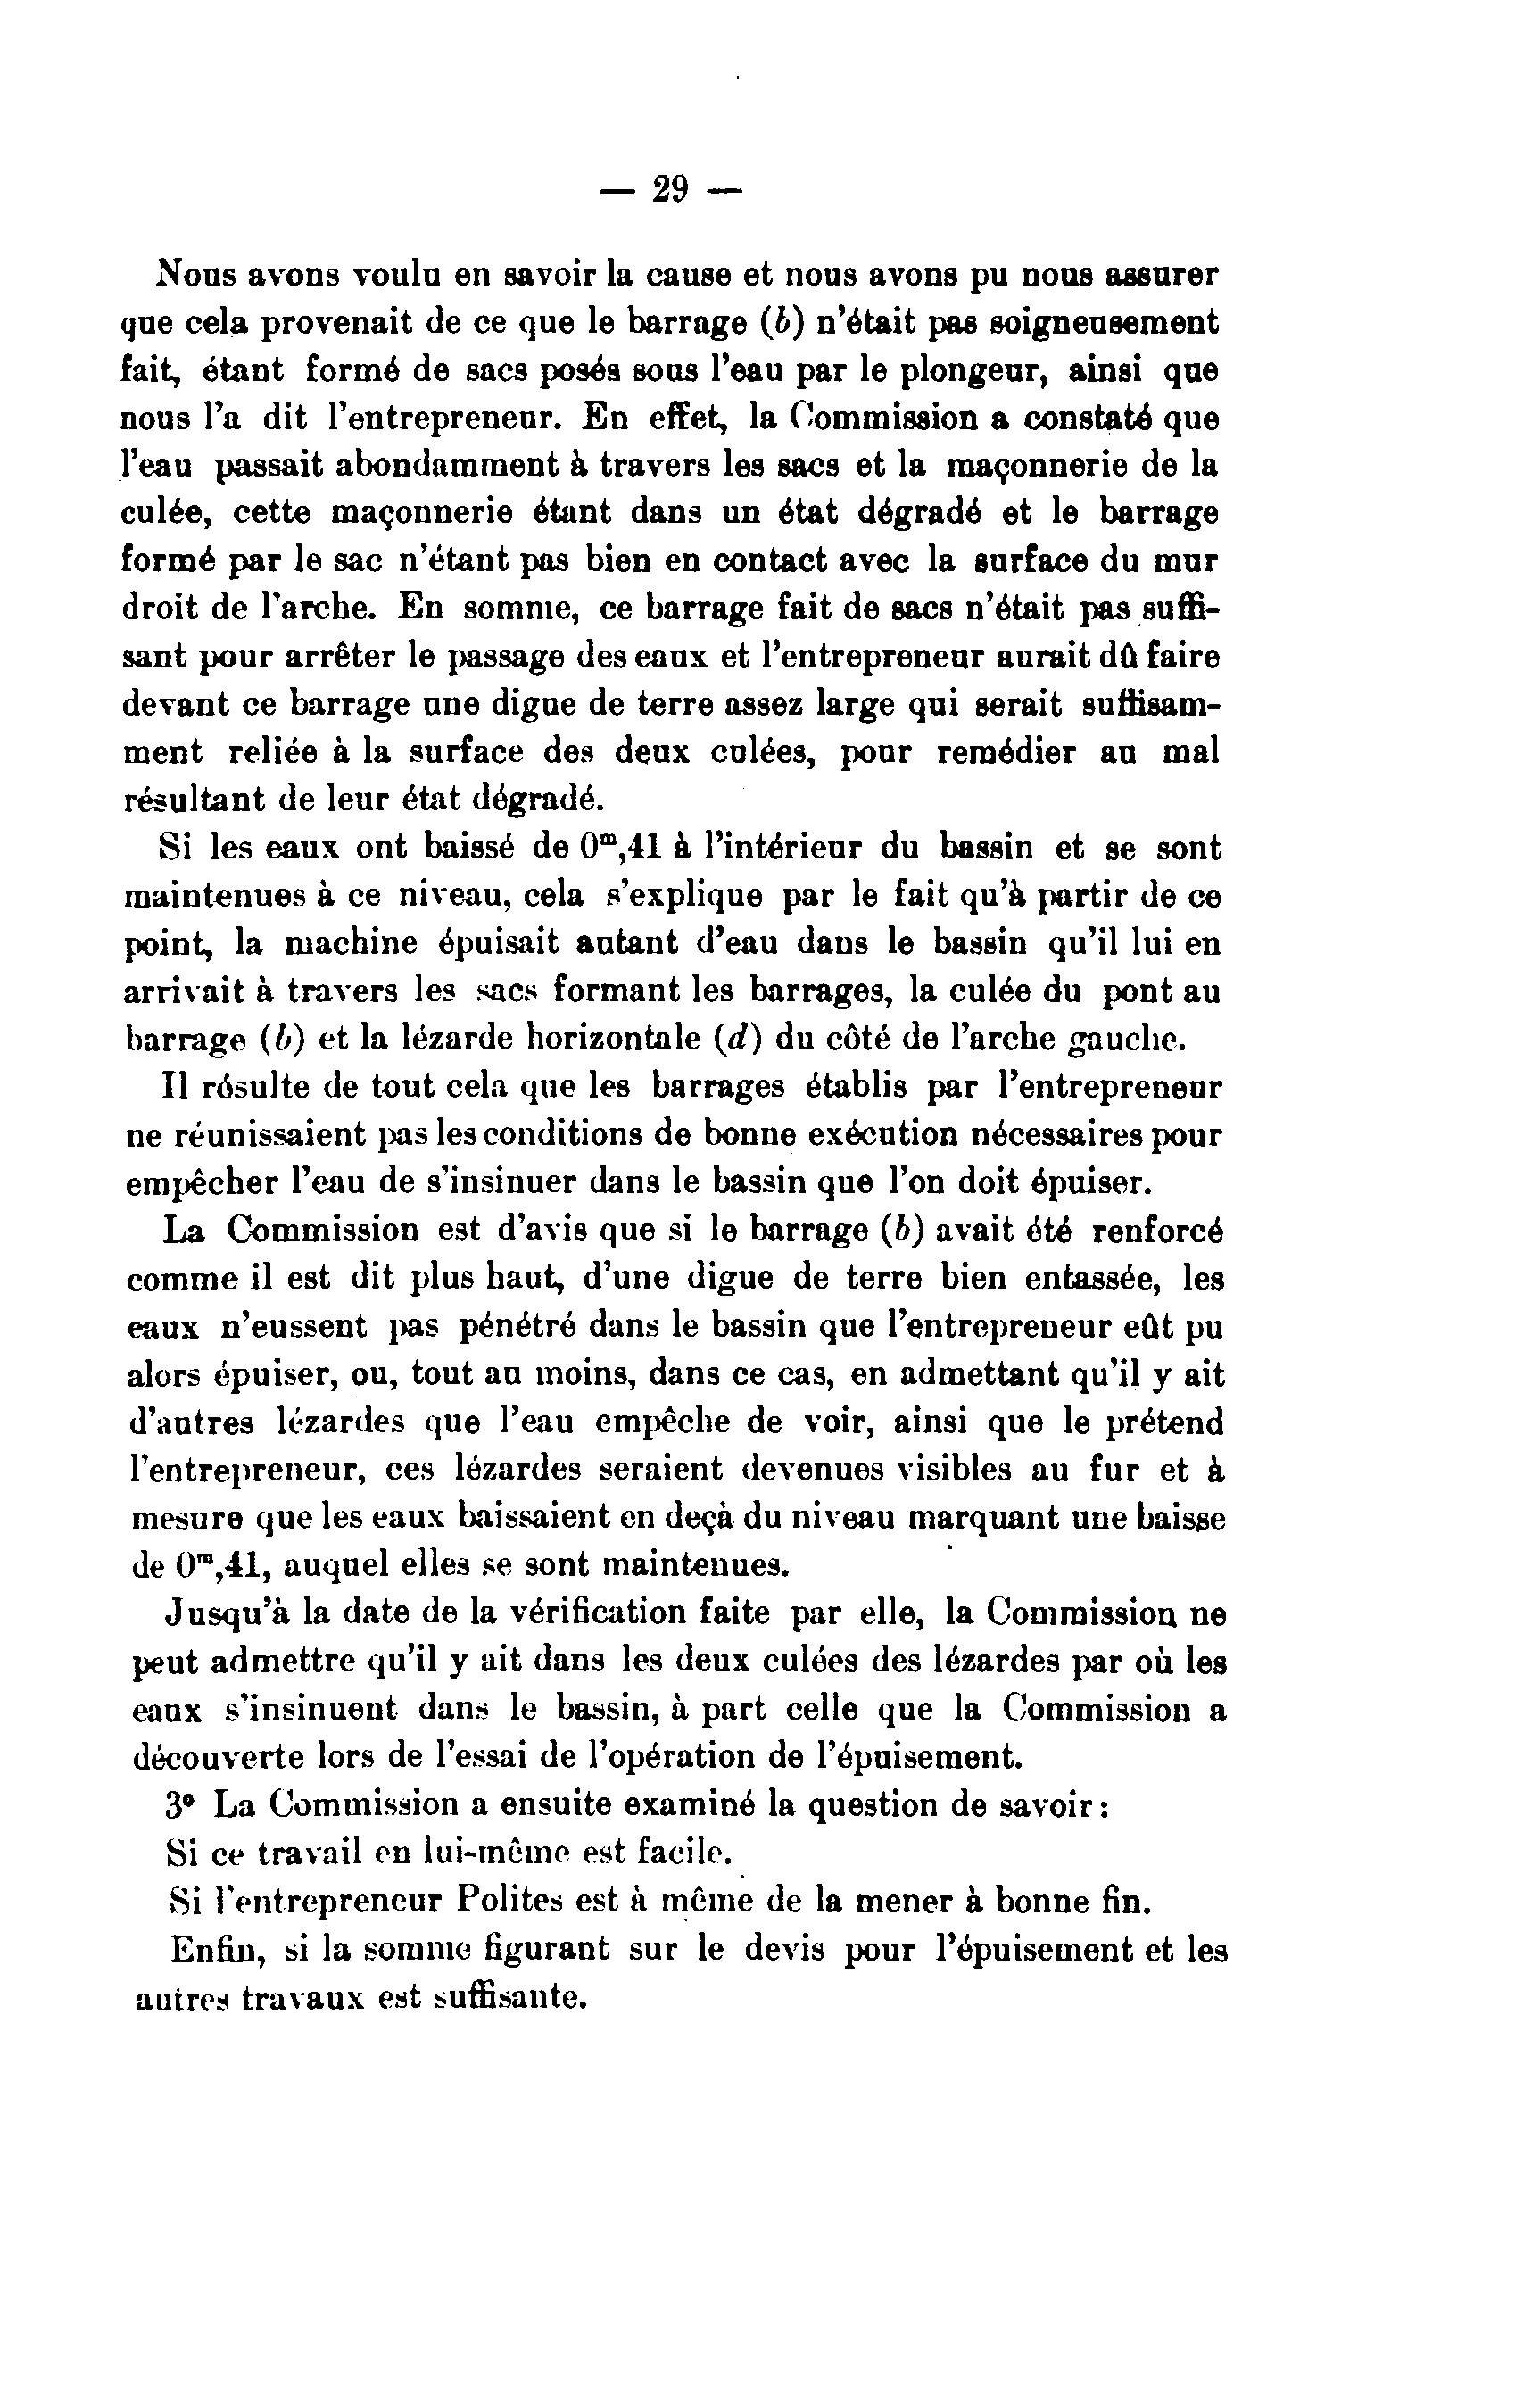 — 29 —
Nous avons voulu en savoir la cause et nous avons pu nous assurer
que cela provenait de ce que le barrage (b) n'était pas soigneusement
fait, étant formé de sacs posés sous l'eau par le plongeur, ainsi que
nous l'a dit l'entrepreneur. En effet, la Commission a constaté que
l'eau passait abondamment à travers les sacs et la maçonnerie de la
culée, cette maçonnerie étant dans un état dégradé et le barrage
formé par le sac n'étant pas bien en contact avec la surface du mur
droit de l'arche. En somme, ce barrage fait de sacs n'était pas suffi-
sant pour arrêter le passage des eaux et l'entrepreneur aurait dû faire
devant ce barrage une digue de terre assez large qui serait suffisam-
ment reliée à la surface des deux culées, pour remédier au mal
résultant de leur état dégradé.
Si les eaux ont baissé de 0ᵐ,41 à l'intérieur du bassin et se sont
maintenues à ce niveau, cela s'explique par le fait qu'à partir de ce
point, la machine épuisait autant d'eau dans le bassin qu'il lui en
arrivait à travers les sacs formant les barrages, la culée du pont au
barrage (b) et la lézarde horizontale (d) du côté de l'arche gauche.
Il résulte de tout cela que les barrages établis par l'entrepreneur
ne réunissaient pas les conditions de bonne exécution nécessaires pour
empêcher l'eau de s'insinuer dans le bassin que l'on doit épuiser.
La Commission est d'avis que si le barrage (b) avait été renforcé
comme il est dit plus haut, d'une digue de terre bien entassée, les
eaux n'eussent pas pénétré dans le bassin que l'entrepreneur eût pu
alors épuiser, ou, tout au moins, dans ce cas, en admettant qu'il y ait
d'autres lézardes que l'eau empêche de voir, ainsi que le prétend
l'entrepreneur, ces lézardes seraient devenues visibles au fur et à
mesure que les eaux baissaient en deçà du niveau marquant une baisse
de 0ᵐ,41, auquel elles se sont maintenues.
Jusqu'à la date de la vérification faite par elle, la Commission ne
peut admettre qu'il y ait dans les deux culées des lézardes par où les
eaux s'insinuent dans le bassin, à part celle que la Commission a
découverte lors de l'essai de l'opération de l'épuisement.
3° La Commission a ensuite examiné la question de savoir :
Si ce travail en lui-même est facile.
Si l'entrepreneur Polites est à même de la mener à bonne fin.
Enfin, si la somme figurant sur le devis pour l'épuisement et les
autres travaux est suffisante.